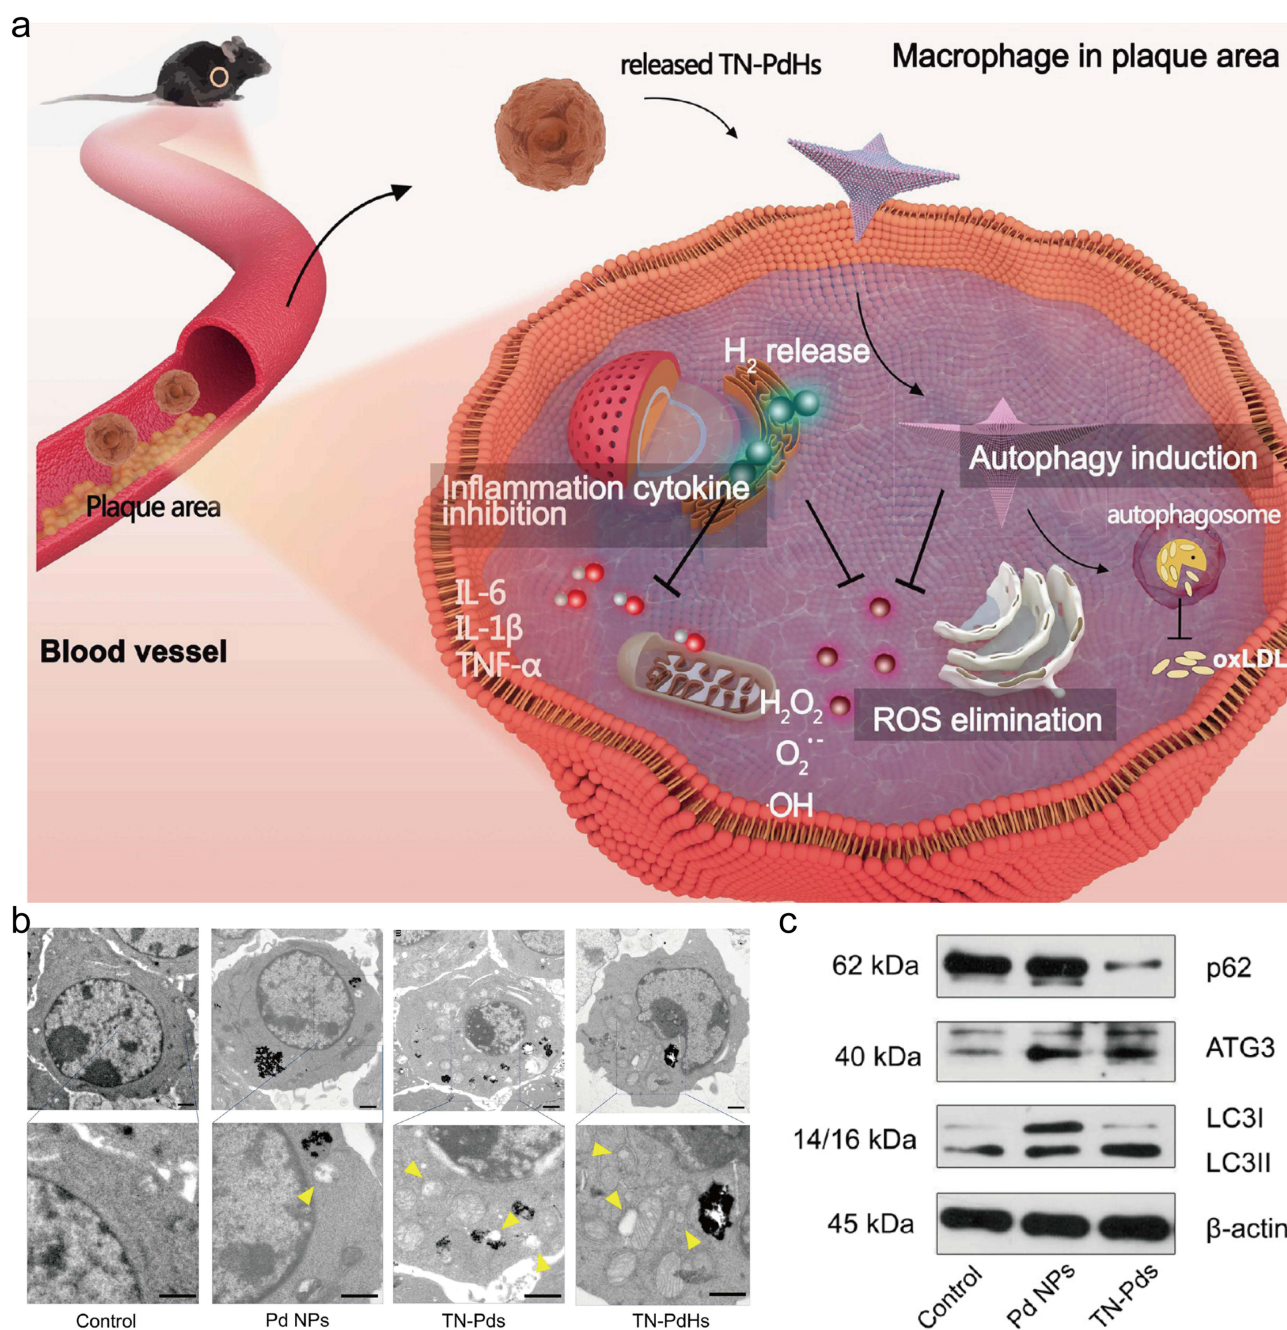 a
released TN-PdHs
Macrophage in plaque area
H2 release
Autophagy induction
Inflammation cytokine
inhibition
Plaque area
autophagosome
IL-6
IL-1β
TNF-α
Blood vessel
oxLDL
H2O2
ROS elimination
O2·-
·OH
b
Control
Pd NPs
TN-Pds
TN-PdHs
c
62 kDa
p62
40 kDa
ATG3
14/16 kDa
LC3I
LC3II
45 kDa
β-actin
Control
Pd NPs
TN-Pds